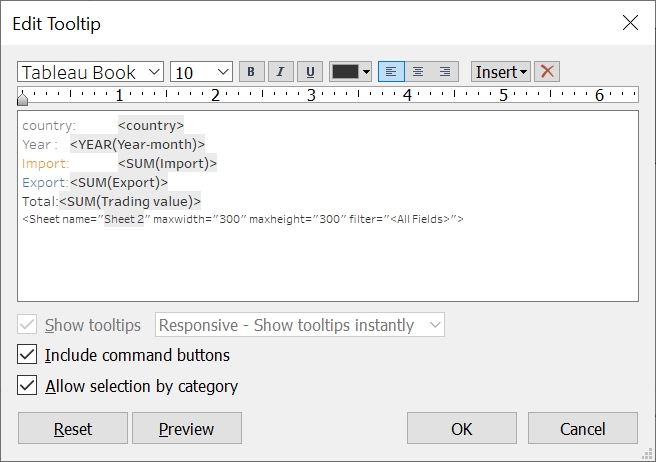 Edit Tooltip
Tableau Book 10 B I U Insert
1 2 3 4 5 6
country: <country>
Year : <YEAR(Year-month)>
Import: <SUM(Import)>
Export: <SUM(Export)>
Total: <SUM(Trading value)>
<Sheet name="Sheet 2" maxwidth="300" maxheight="300" filter="<All Fields>">
Show tooltips Responsive - Show tooltips instantly
Include command buttons
Allow selection by category
Reset Preview OK Cancel